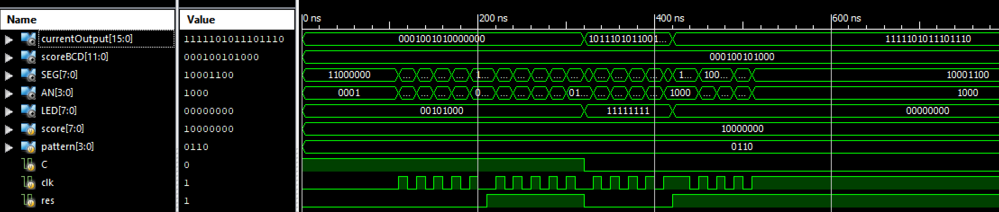 Name Value 0 ns 200 ns 400 ns 600 ns
currentOutput[15:0] 11111101011101110 0001001010000000 1011101011001... 1111101011101110
scoreBCD[11:0] 000100101000 000100101000
SEG[7:0] 10001100 11000000 ... ... ... ... 1... ... ... ... ... ... ... ... ... 1... 100... ... 10001100
AN[3:0] 1000 0001 ... ... ... ... 0... ... ... ... 01... ... ... ... ... 1000 ... ... ... 1000
LED[7:0] 00000000 00101000 11111111 00000000
score[7:0] 10000000 10000000
pattern[3:0] 0110 0110
C 0
clk 1
res 1